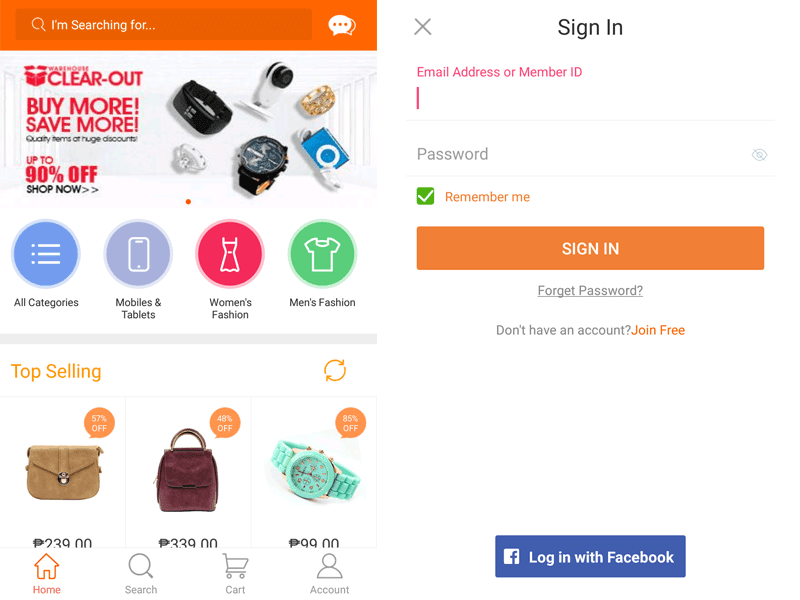 I'm Searching for...
WAREHOUSE
CLEAR-OUT
BUY MORE!
SAVE MORE!
Quality items at huge discounts!
UP TO
90% OFF
SHOP NOW>>
All Categories
Mobiles &
Tablets
Women's
Fashion
Men's Fashion
Top Selling
57%
OFF
48%
OFF
85%
OFF
₱239.00
₱339.00
₱99.00
Home
Search
Cart
Account
Sign In
Email Address or Member ID
Password
Remember me
SIGN IN
Forget Password?
Don't have an account?Join Free
Log in with Facebook